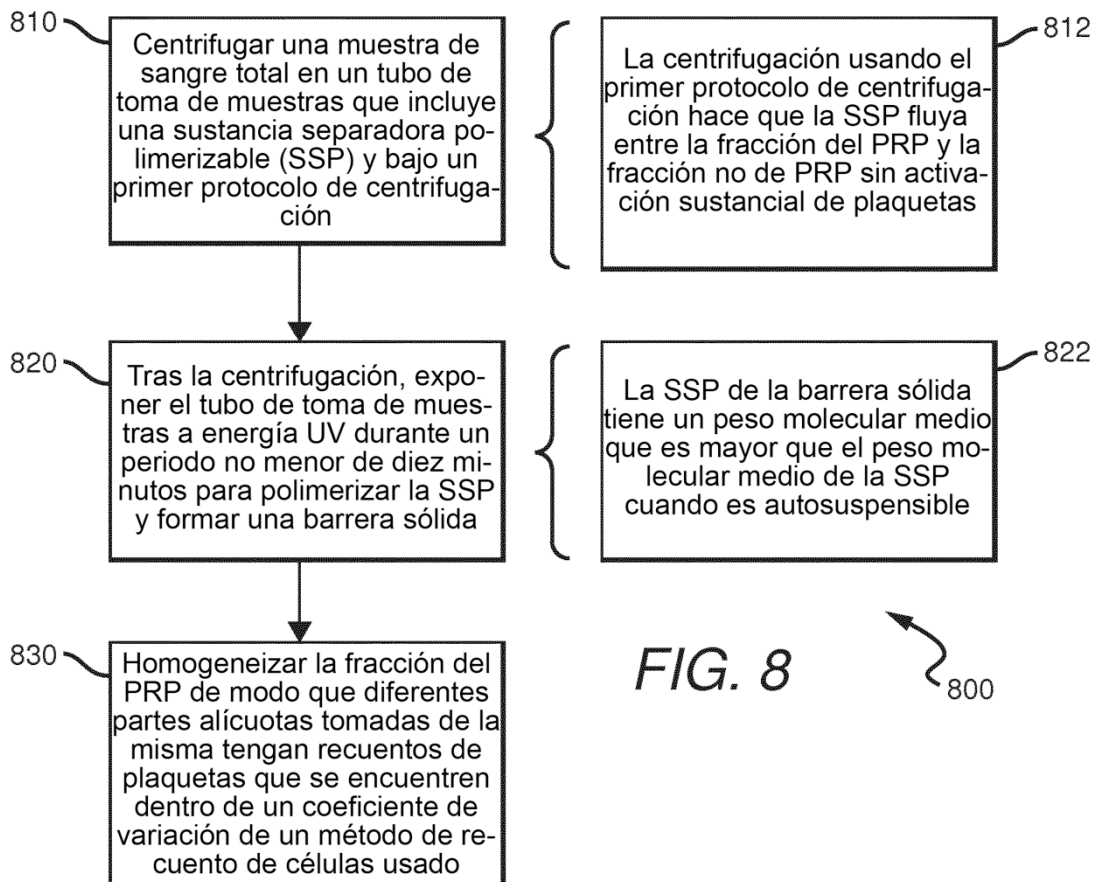 810
Centrifugar una muestra de
sangre total en un tubo de
toma de muestras que incluye
una sustancia separadora po-
limerizable (SSP) y bajo un
primer protocolo de centrifuga-
ción
812
La centrifugación usando el
primer protocolo de centrifuga-
ción hace que la SSP fluya
entre la fracción del PRP y la
fracción no de PRP sin activa-
ción sustancial de plaquetas
820
Tras la centrifugación, expo-
ner el tubo de toma de mues-
tras a energía UV durante un
periodo no menor de diez mi-
nutos para polimerizar la SSP
y formar una barrera sólida
822
La SSP de la barrera sólida
tiene un peso molecular medio
que es mayor que el peso mo-
lecular medio de la SSP
cuando es autosuspensible
830
Homogeneizar la fracción del
PRP de modo que diferentes
partes alícuotas tomadas de la
misma tengan recuentos de
plaquetas que se encuentren
dentro de un coeficiente de
variación de un método de re-
cuento de células usado
FIG. 8
800